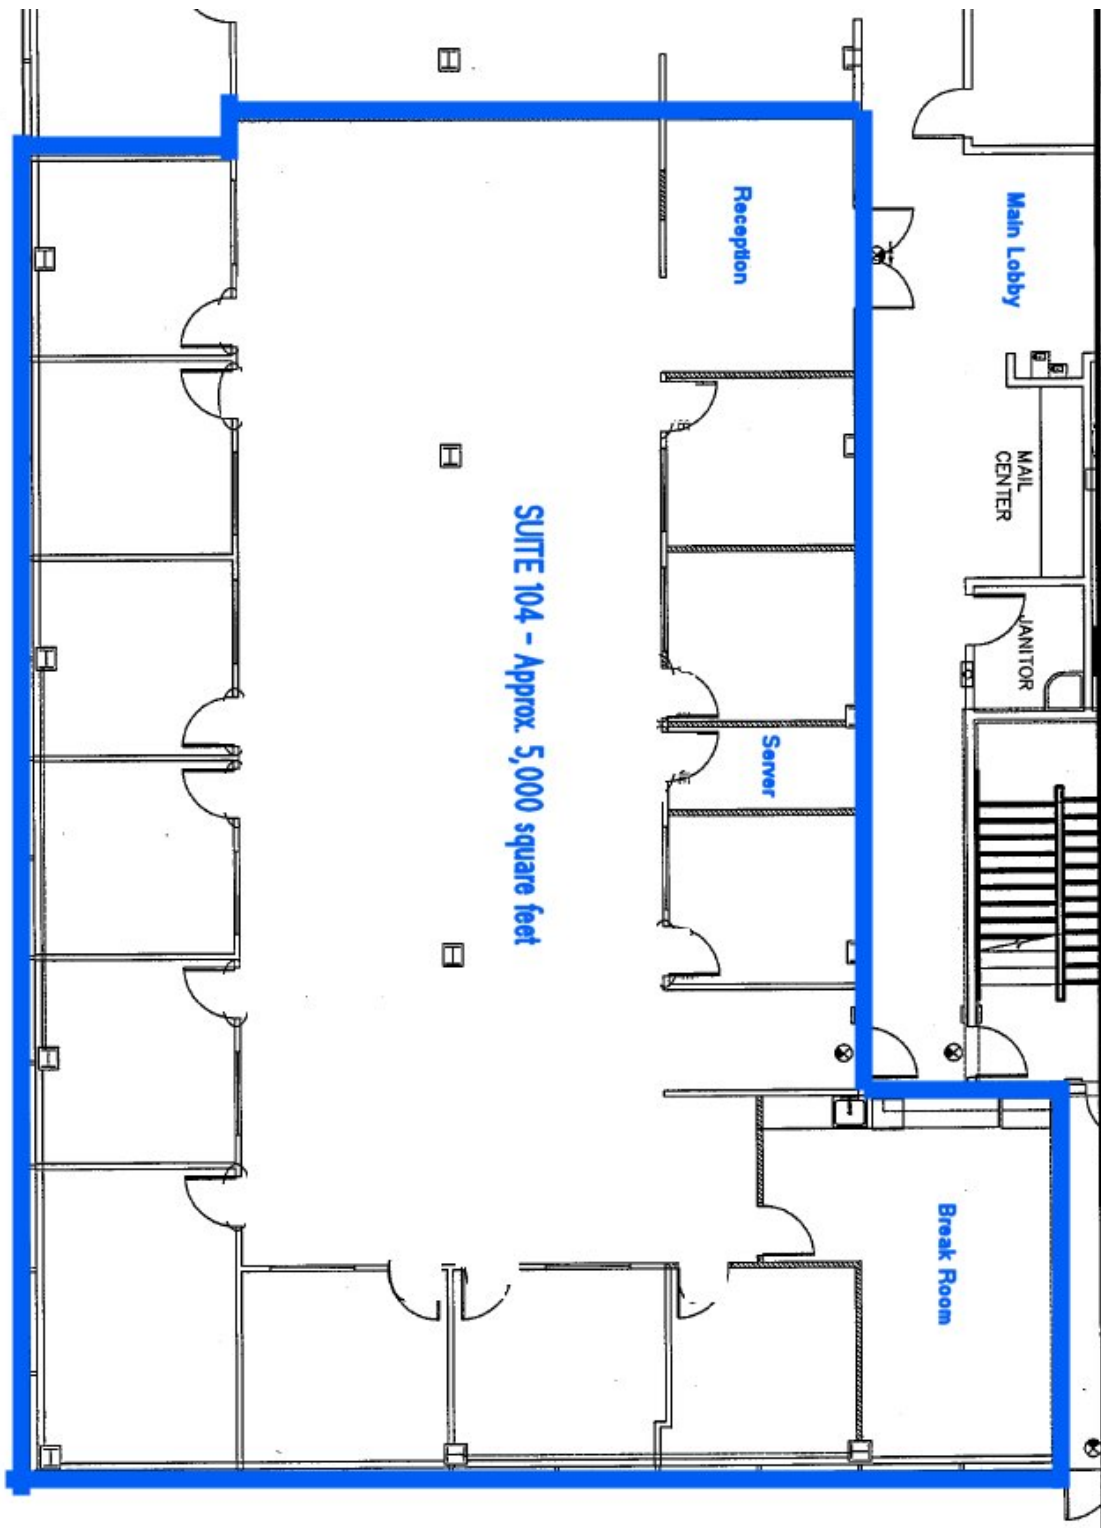 Main Lobby
Reception
MAIL
CENTER
JANITOR
SUITE 104 - Approx. 5,000 square feet
Server
Break Room